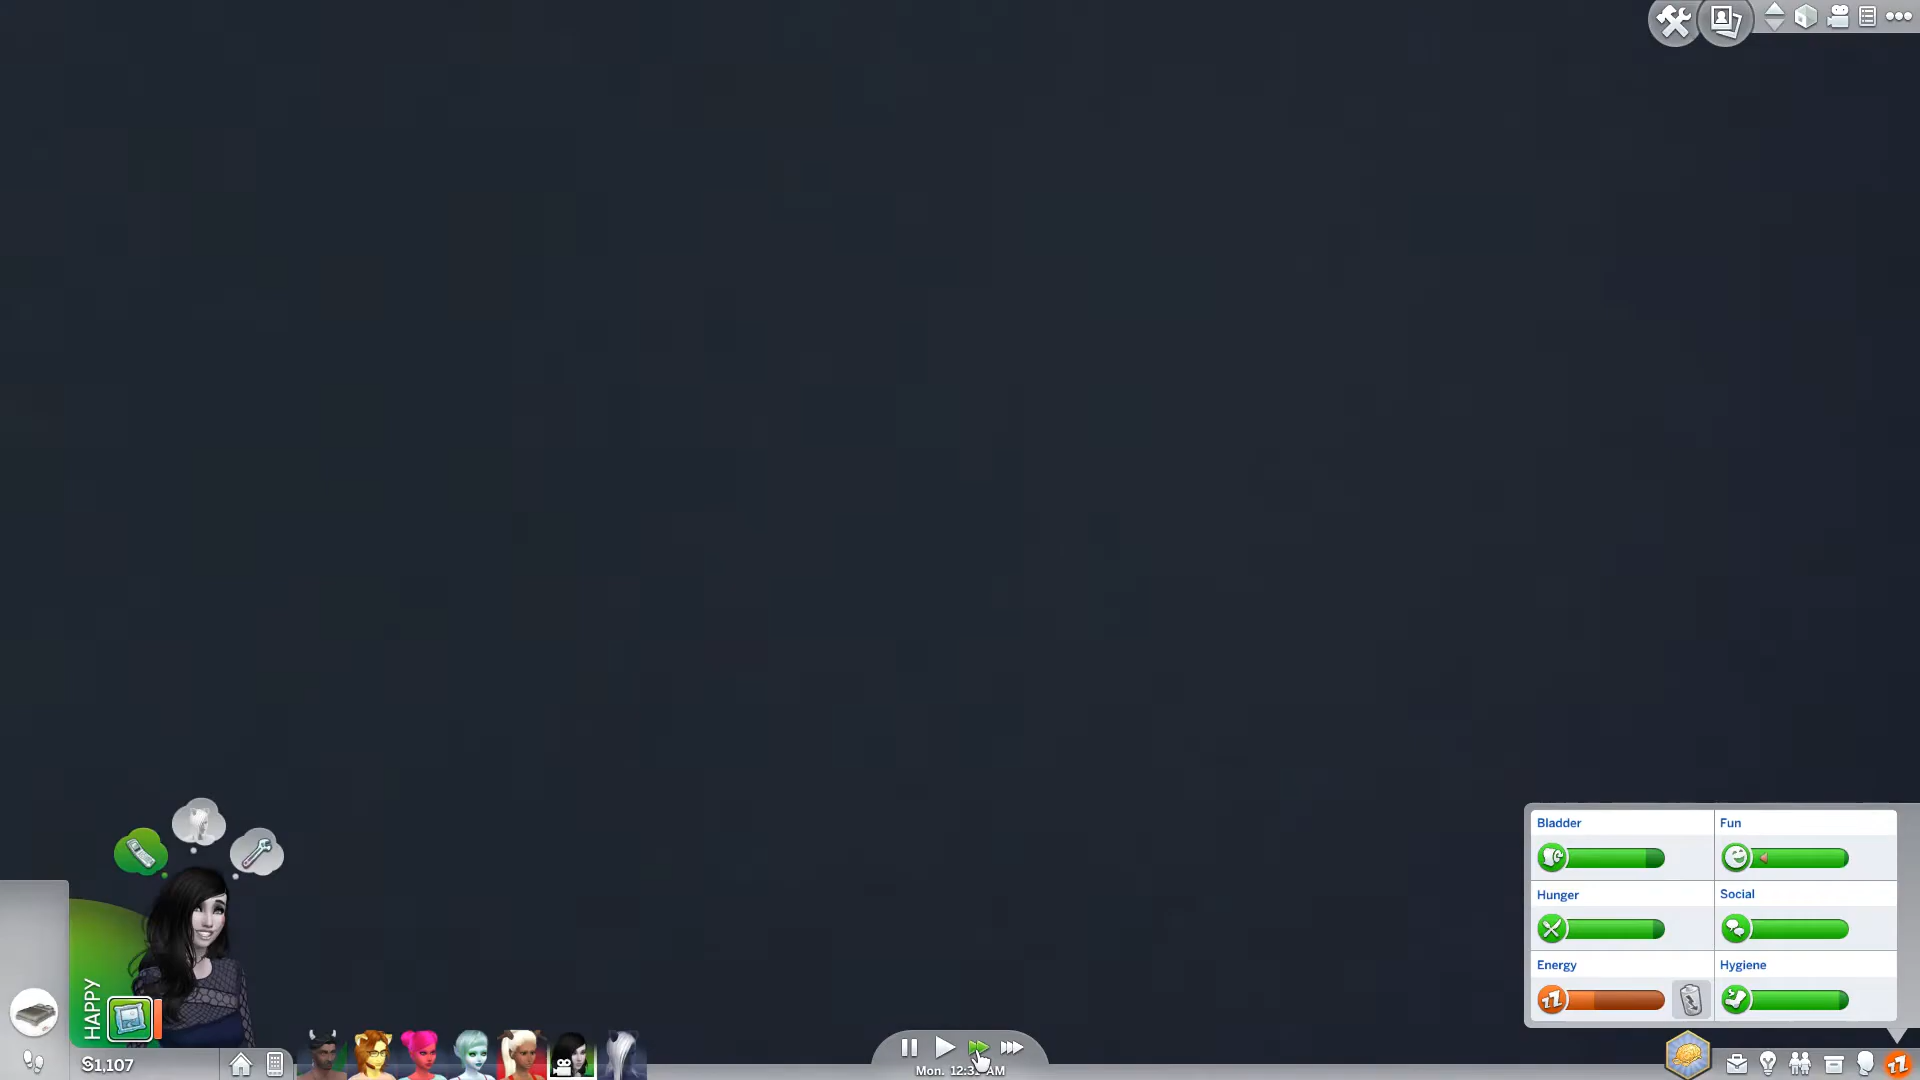 Bladder
Fun
Hunger
Social
Energy
Hygiene
HAPPY
§1,107
Mon. AM